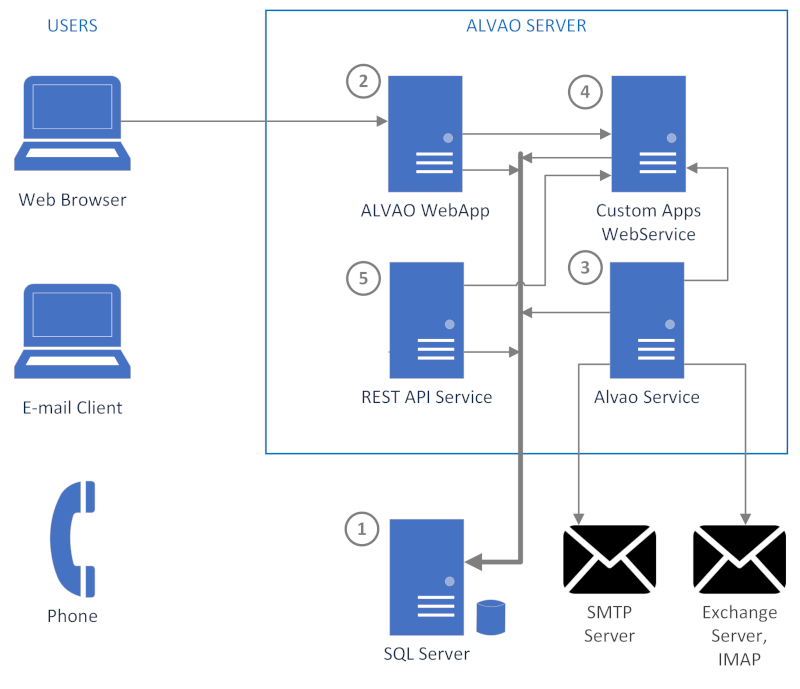 USERS
ALVAO SERVER
2
4
Web Browser
ALVAO WebApp
Custom Apps
WebService
5
3
E-mail Client
REST API Service
Alvao Service
1
Phone
SMTP
Server
Exchange
Server,
IMAP
SQL Server